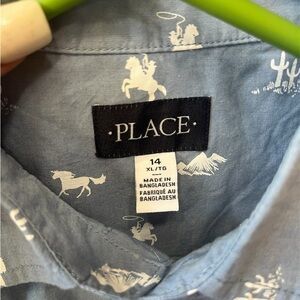 ·PLACE·
14
XL/TG
MADE IN
BANGLADESH
FABRIQUÉ AU
BANGLADESH